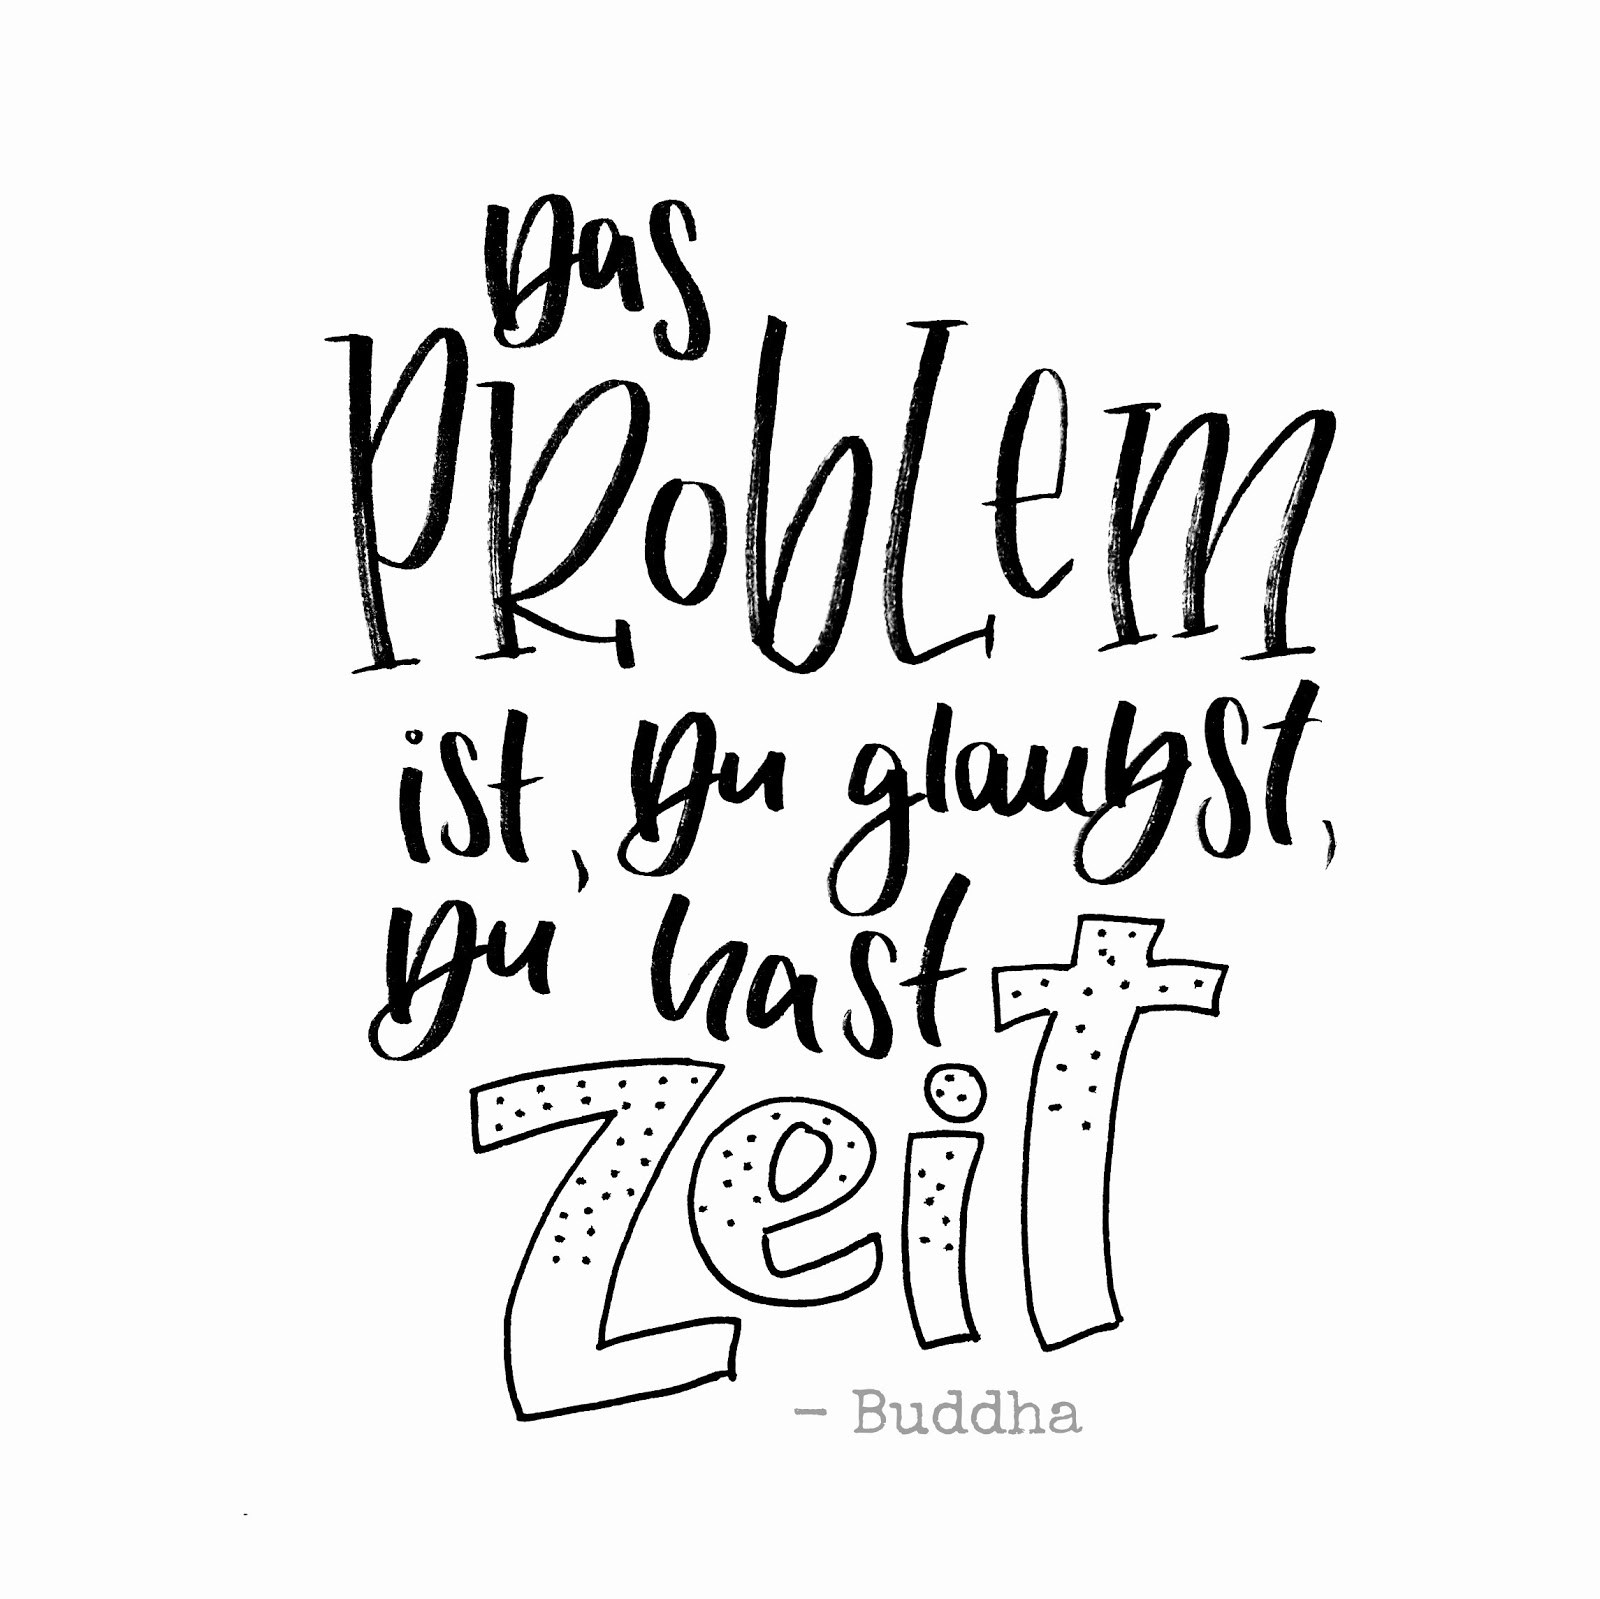 Das
PRobLem
ist, Du glaubst,
Du hast
ZeiT
- Buddha